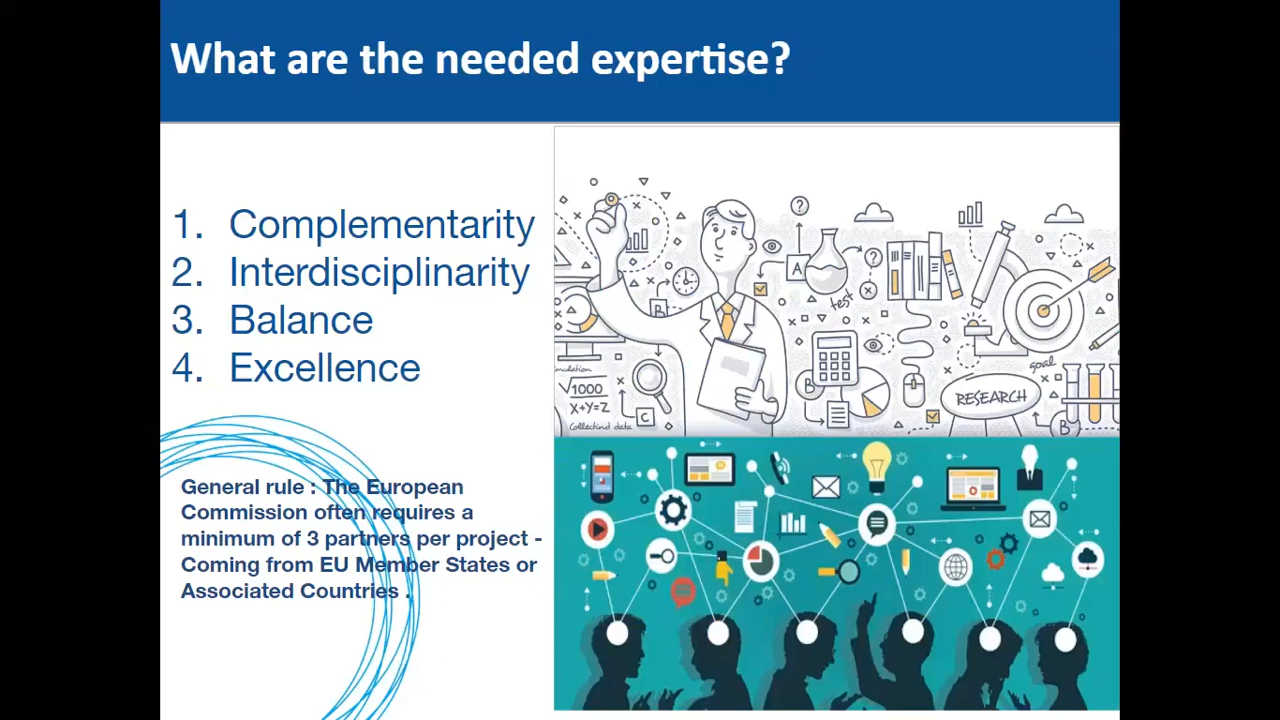 What are the needed expertise?
1. Complementarity
2. Interdisciplinarity
3. Balance
4. Excellence
General rule : The European
Commission often requires a
minimum of 3 partners per project -
Coming from EU Member States or
Associated Countries .
?
A
?
test
B
goal
√1000
X+Y=Z
B
C
RESEARCH
B
Collectind data